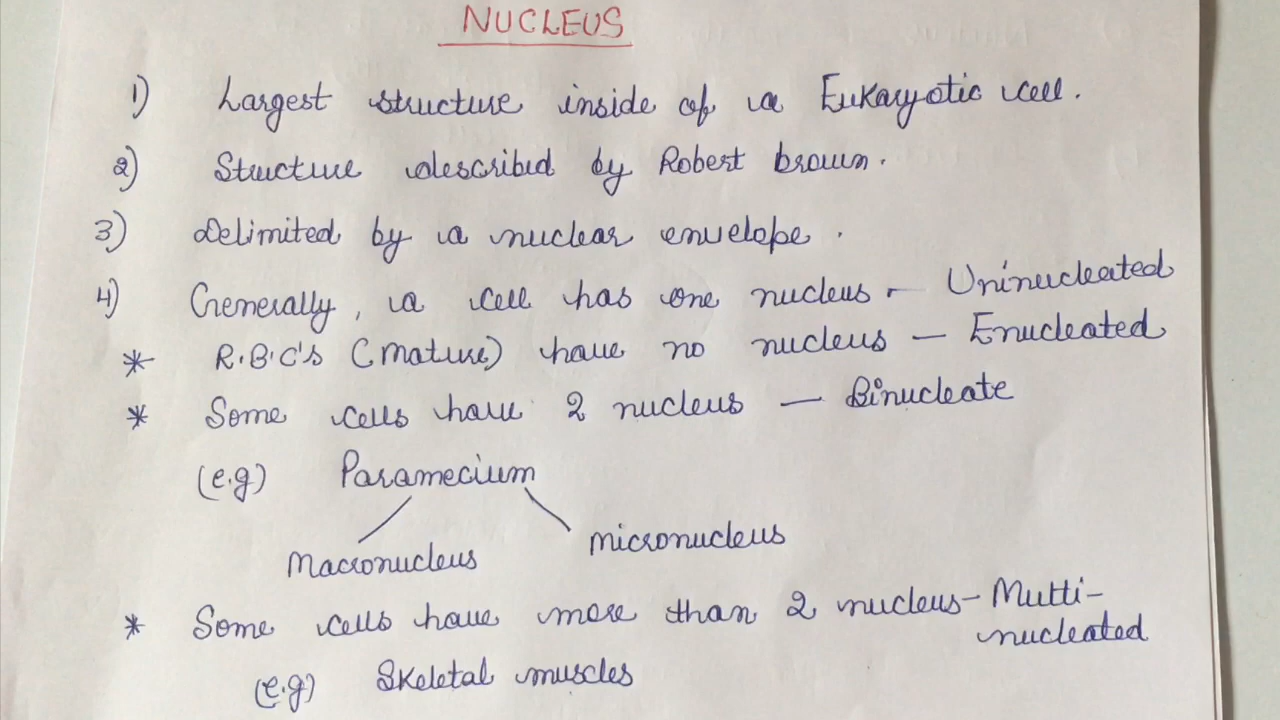 NUCLEUS
1) Largest structure inside of a Eukaryotic cell.
2) Structure described by Robert brown.
3) Delimited by a nuclear envelope.
4) Generally, a cell has one nucleus - Uninucleated
* R.B.C's (Mature) have no nucleus - Enucleated
* Some cells have 2 nucleus - Binucleate
(e.g) Paramecium
Macronucleus micronucleus
* Some cells have more than 2 nucleus - Multi-
nucleated
(e.g) Skeletal muscles